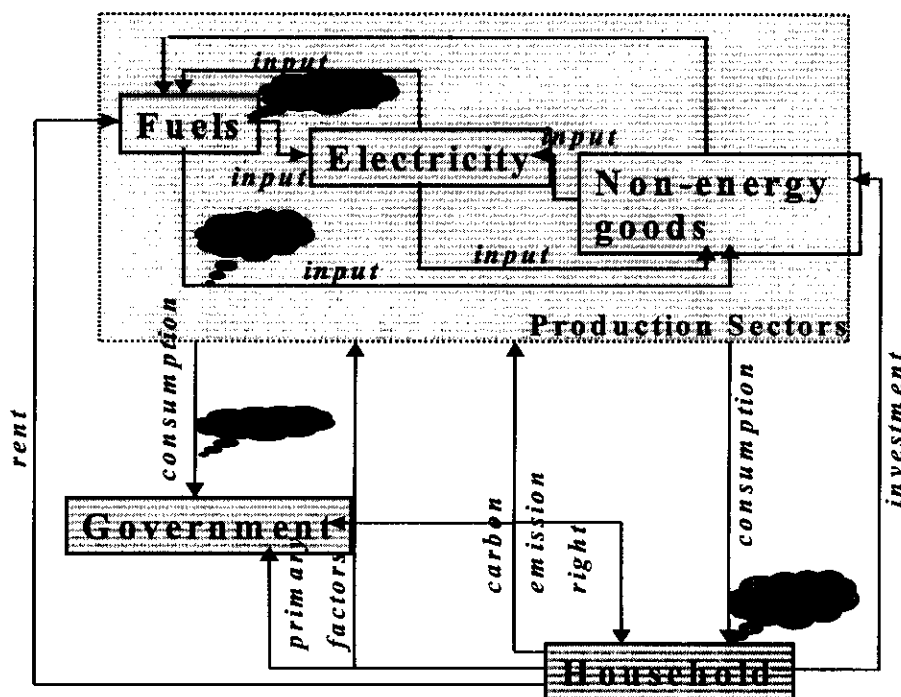 input
Fuels
input
Electricity
input
Non-energy
goods
input
input
Production Sectors
rent
consumption
consumption
investment
Government
primary
factors
carbon
emission
right
Household